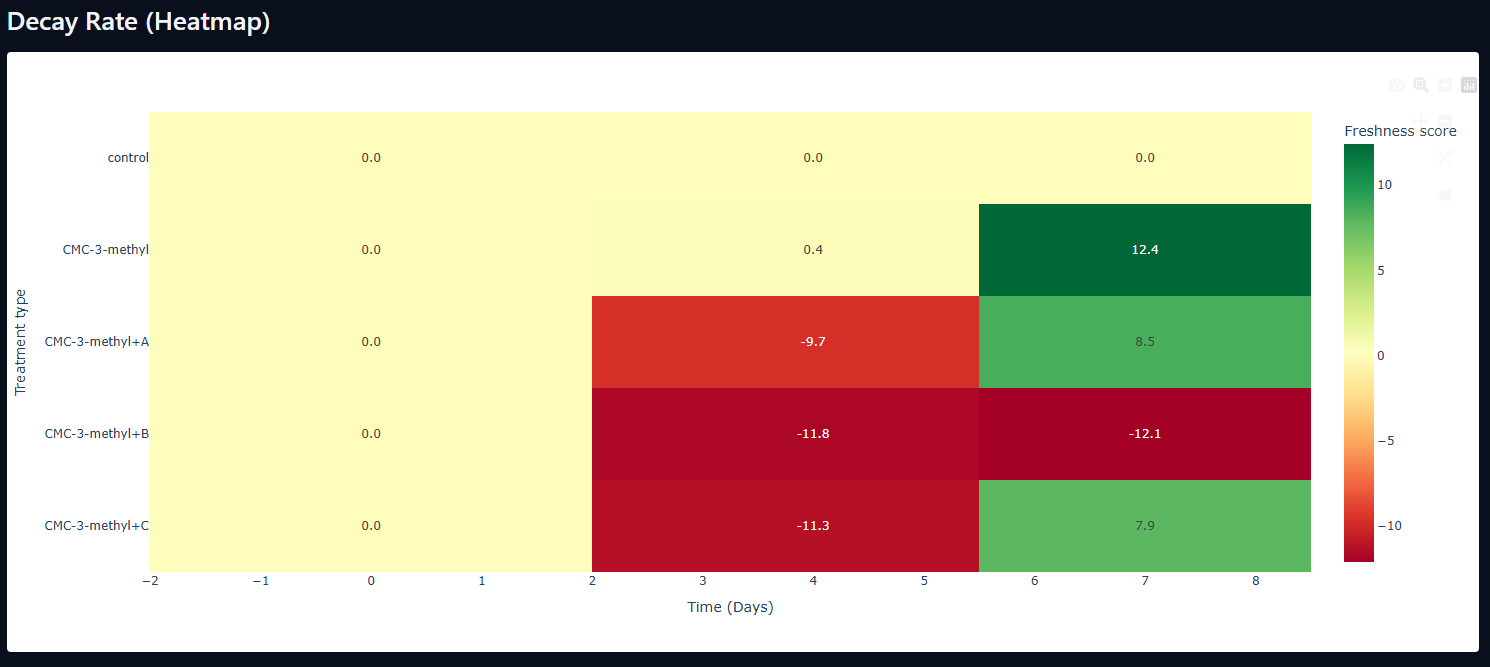 Decay Rate (Heatmap)
Freshness score
control 0.0 0.0 0.0
CMC-3-methyl 0.0 0.4 12.4
CMC-3-methyl+A 0.0 -9.7 8.5
CMC-3-methyl+B 0.0 -11.8 -12.1
CMC-3-methyl+C 0.0 -11.3 7.9
10
5
0
−5
−10
Treatment type
−2 −1 0 1 2 3 4 5 6 7 8
Time (Days)